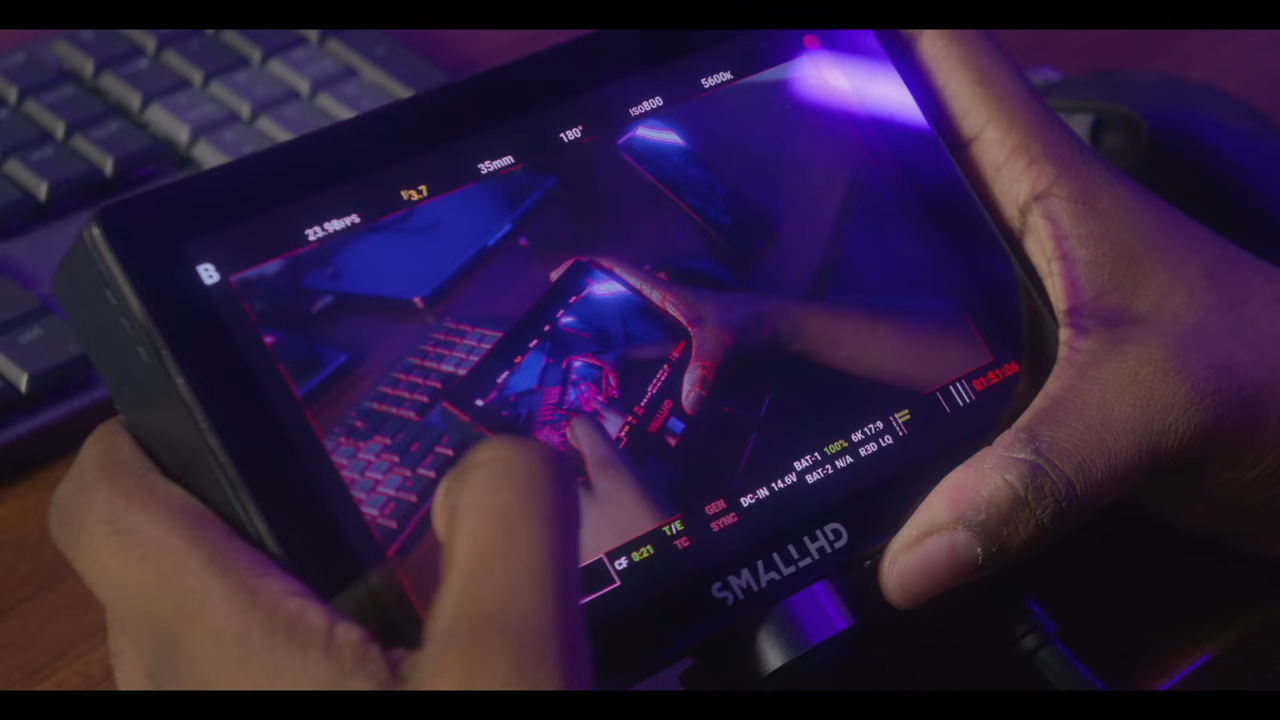 23.98FPS
F3.7
35mm
180°
ISO800
5600K
B
01:51:06
BAT-1 100% 6K 17:9
BAT-2 N/A R3D LQ
DC-IN 14.6V
GEN
SYNC
T/E
TC
CF 0:21
SMALLHD
SMALLHD